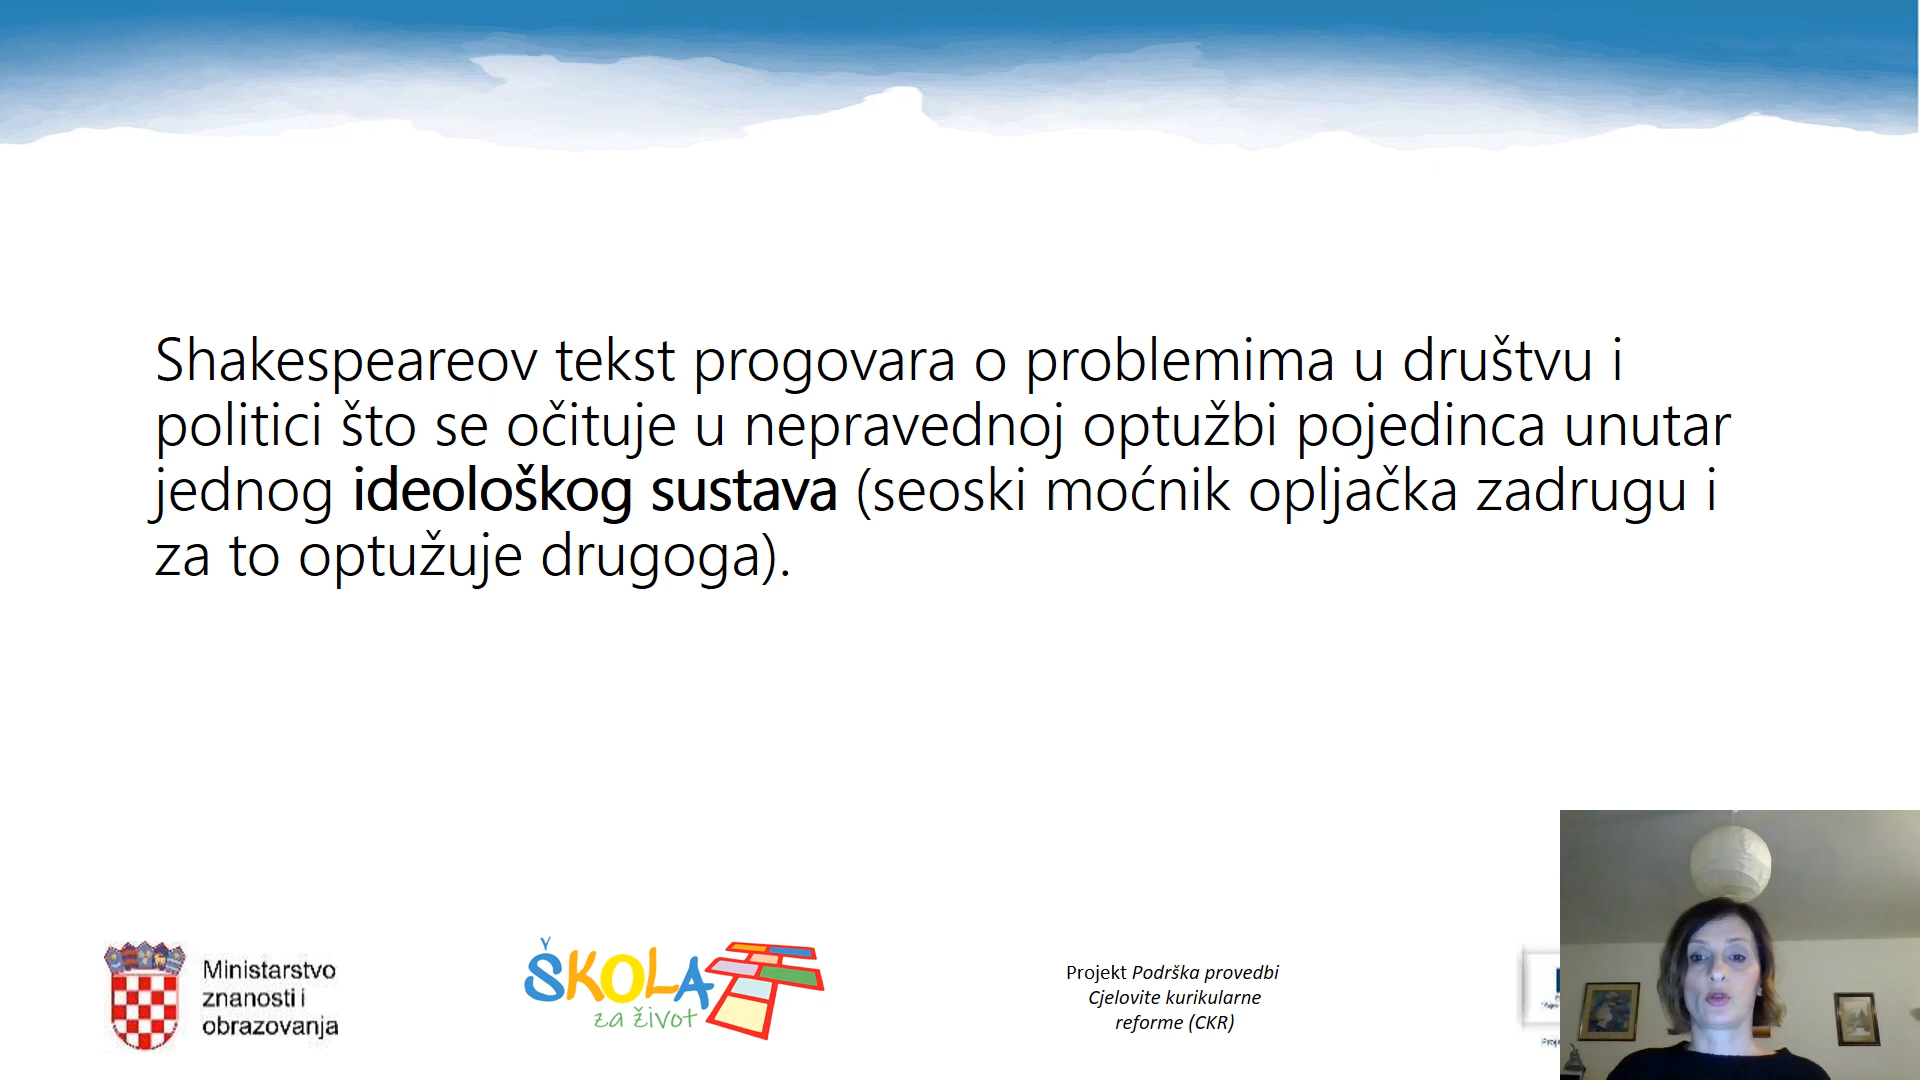 Shakespeareov tekst progovara o problemima u društvu i
politici što se očituje u nepravednoj optužbi pojedinca unutar
jednog ideološkog sustava (seoski moćnik opljačka zadrugu i
za to optužuje drugoga).
Ministarstvo
znanosti i
obrazovanja
ŠKOLA
za život
Projekt Podrška provedbi
Cjelovite kurikularne
reforme (CKR)